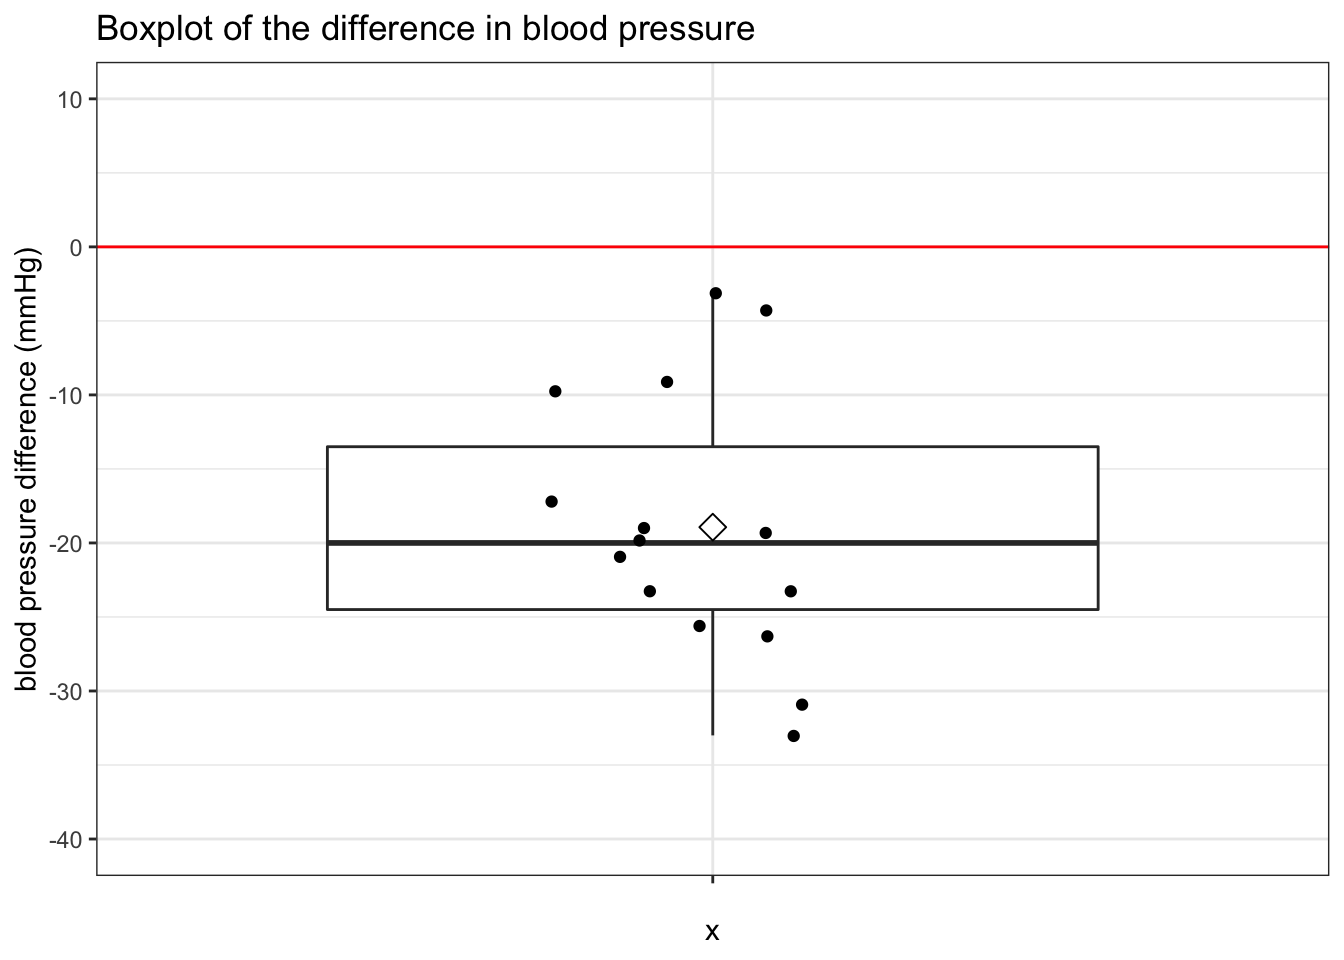 Boxplot of the difference in blood pressure
10
0
-10
-20
-30
-40
blood pressure difference (mmHg)
x